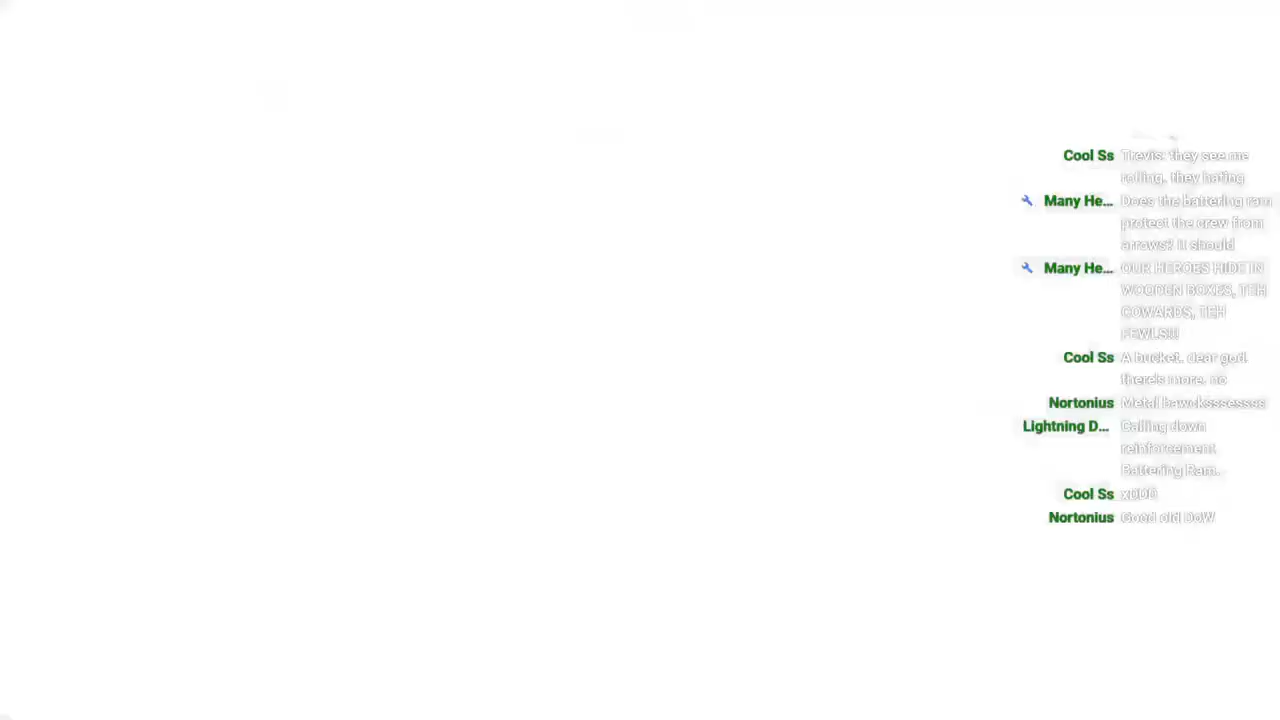 Cool Ss Trevis: they see me
rolling, they hating
Many He... Does the battering ram
protect the crew from
arrows? It should
Many He... OUR HEROES HIDE IN
WOODEN BOXES, TEH
COWARDS, TEH
FEWLS!!!
Cool Ss A bucket. dear god.
there's more. no
Nortonius Metal bawcksssessss
Lightning D... Calling down
reinforcement.
Battering Ram..
Cool Ss xDDD
Nortonius Good old DoW